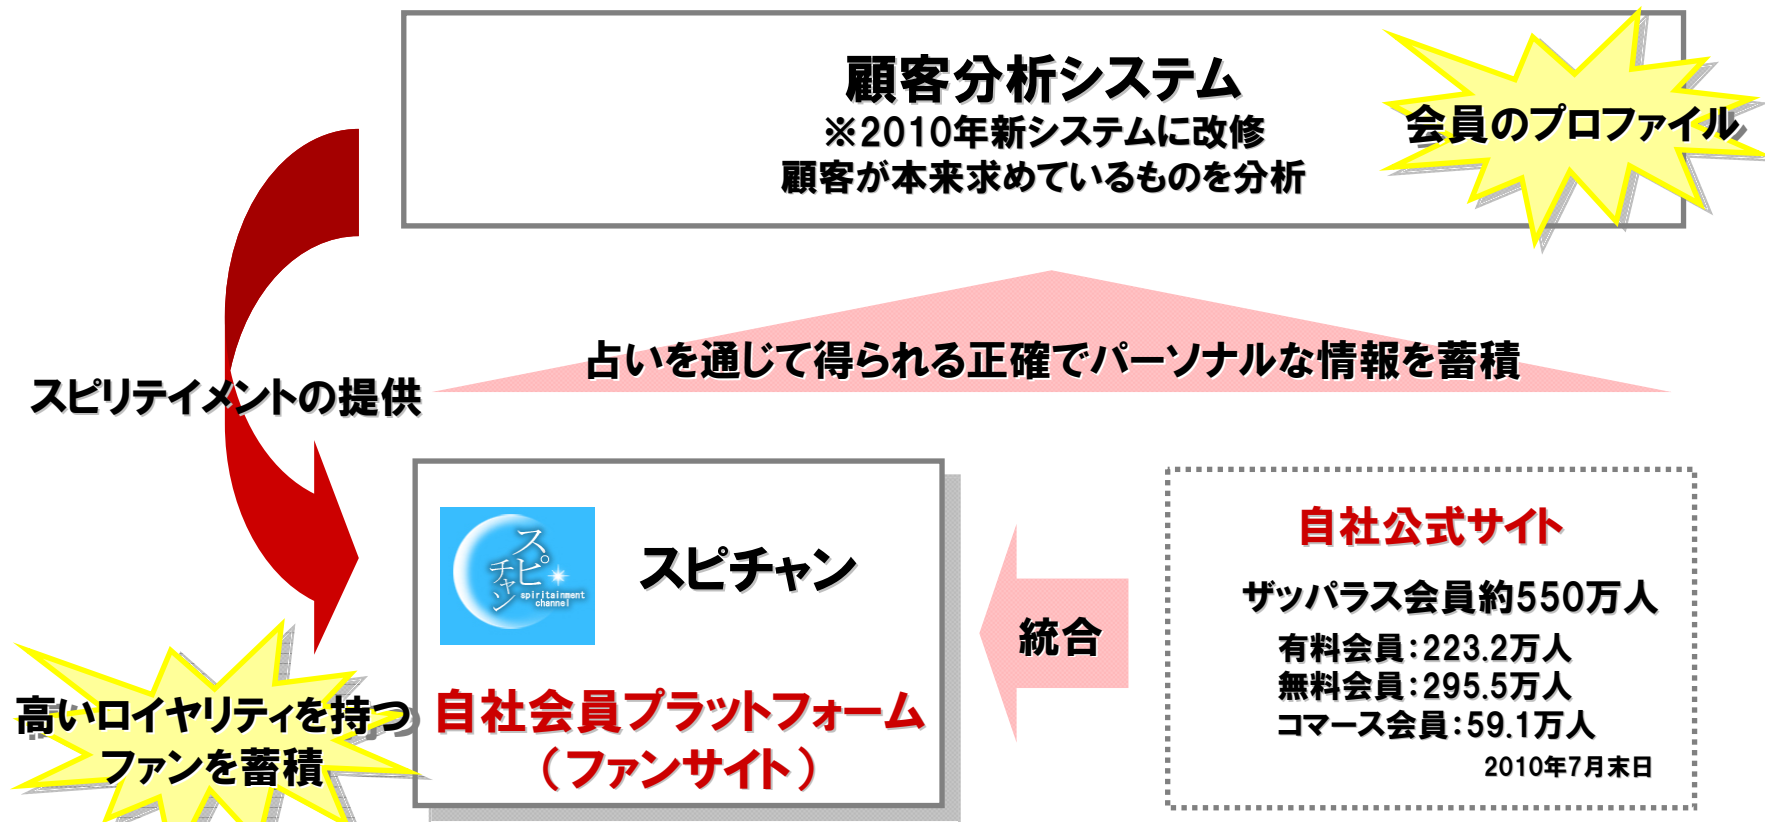 顧客分析システム
※2010年新システムに改修
顧客が本来求めているものを分析
会員のプロファイル
占いを通じて得られる正確でパーソナルな情報を蓄積
スピリテイメントの提供
スピチャン
spiritainment
channel
スピチャン
自社会員プラットフォーム
（ファンサイト）
統合
自社公式サイト
ザッパラス会員約550万人
有料会員：223.2万人
無料会員：295.5万人
コマース会員：59.1万人
2010年7月末日
高いロイヤリティを持つ
ファンを蓄積